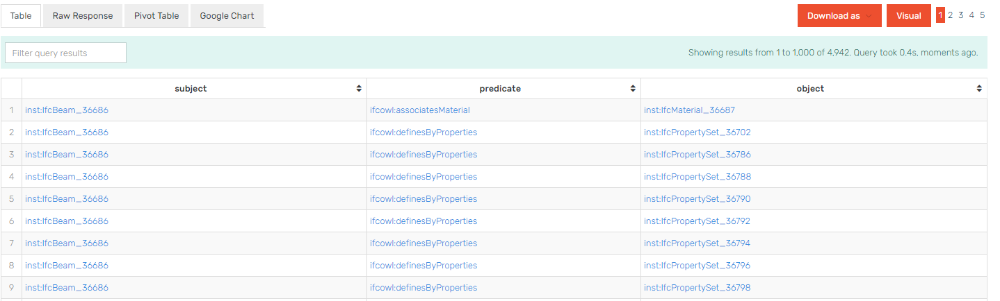 Table Raw Response Pivot Table Google Chart Download as Visual 1 2 3 4 5
Filter query results Showing results from 1 to 1,000 of 4,942. Query took 0.4s, moments ago.
subject predicate object
1 inst:IfcBeam_36686 ifcowl:associatesMaterial inst:IfcMaterial_36687
2 inst:IfcBeam_36686 ifcowl:definesByProperties inst:IfcPropertySet_36702
3 inst:IfcBeam_36686 ifcowl:definesByProperties inst:IfcPropertySet_36786
4 inst:IfcBeam_36686 ifcowl:definesByProperties inst:IfcPropertySet_36788
5 inst:IfcBeam_36686 ifcowl:definesByProperties inst:IfcPropertySet_36790
6 inst:IfcBeam_36686 ifcowl:definesByProperties inst:IfcPropertySet_36792
7 inst:IfcBeam_36686 ifcowl:definesByProperties inst:IfcPropertySet_36794
8 inst:IfcBeam_36686 ifcowl:definesByProperties inst:IfcPropertySet_36796
9 inst:IfcBeam_36686 ifcowl:definesByProperties inst:IfcPropertySet_36798